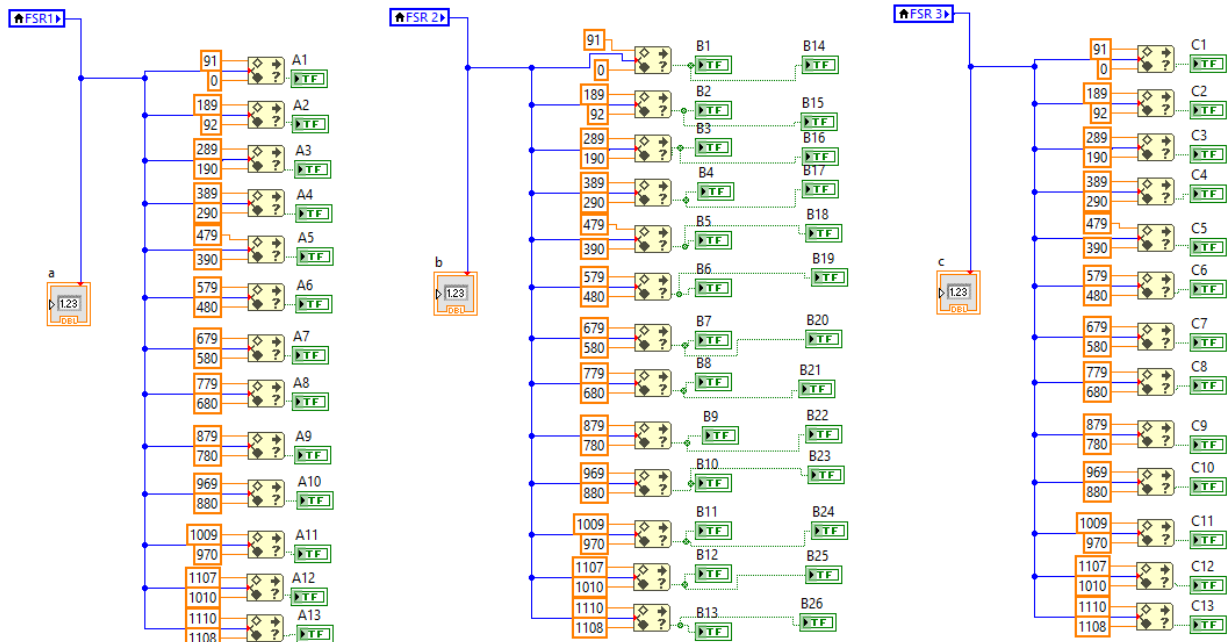 FSR1
91
0
A1
TF
189
92
A2
TF
289
190
A3
TF
389
290
A4
TF
479
390
A5
TF
a
1.23
DBL
579
480
A6
TF
679
580
A7
TF
779
680
A8
TF
879
780
A9
TF
969
880
A10
TF
1009
970
A11
TF
1107
1010
A12
TF
1110
1108
A13
TF
FSR 2
91
0
B1
TF
B14
TF
189
92
B2
TF
B15
TF
289
190
B3
TF
B16
TF
389
290
B4
TF
B17
TF
479
390
B5
TF
B18
TF
b
1.23
DBL
579
480
B6
TF
B19
TF
679
580
B7
TF
B20
TF
779
680
B8
TF
B21
TF
879
780
B9
TF
B22
TF
969
880
B10
TF
B23
TF
1009
970
B11
TF
B24
TF
1107
1010
B12
TF
B25
TF
1110
1108
B13
TF
B26
TF
FSR 3
91
0
C1
TF
189
92
C2
TF
289
190
C3
TF
389
290
C4
TF
479
390
C5
TF
c
1.23
DBL
579
480
C6
TF
679
580
C7
TF
779
680
C8
TF
879
780
C9
TF
969
880
C10
TF
1009
970
C11
TF
1107
1010
C12
TF
1110
1108
C13
TF